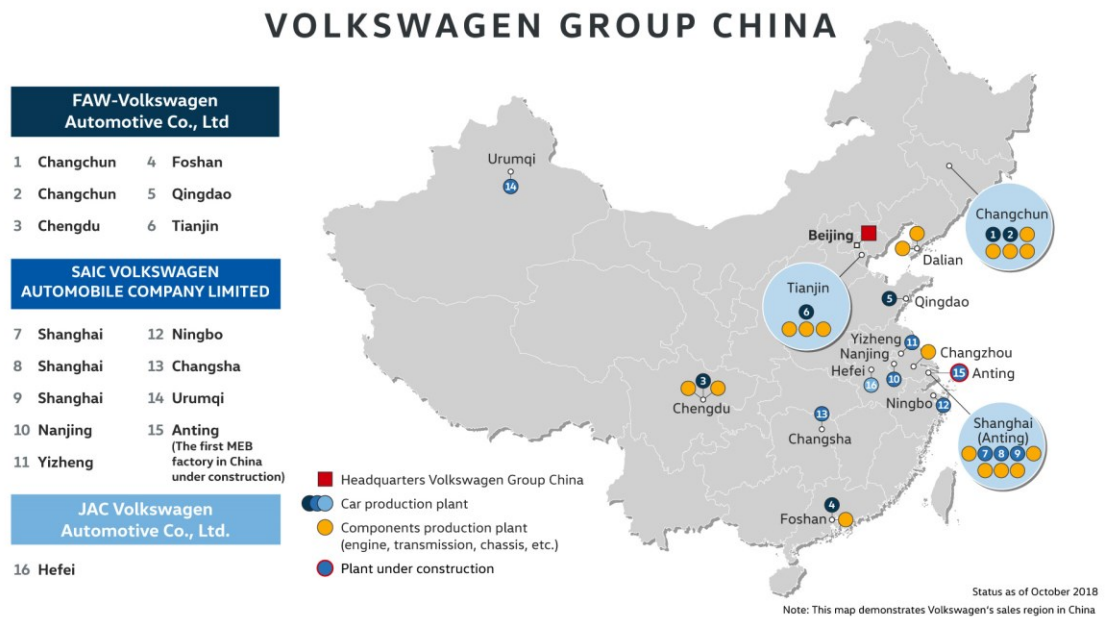 VOLKSWAGEN GROUP CHINA
FAW-Volkswagen
Automotive Co., Ltd
1 Changchun 4 Foshan
2 Changchun 5 Qingdao
3 Chengdu 6 Tianjin
SAIC VOLKSWAGEN
AUTOMOBILE COMPANY LIMITED
7 Shanghai 12 Ningbo
8 Shanghai 13 Changsha
9 Shanghai 14 Urumqi
10 Nanjing 15 Anting
(The first MEB
11 Yizheng factory in China
under construction)
JAC Volkswagen
Automotive Co., Ltd.
16 Hefei
Urumqi
14
Changchun
1 2
Beijing
Dalian
Tianjin
6
5 Qingdao
Yizheng 11
Nanjing
Changzhou
Hefei
16
10
15 Anting
Ningbo 12
3
Chengdu
13
Changsha
Shanghai
(Anting)
7 8 9
4
Foshan
Headquarters Volkswagen Group China
Car production plant
Components production plant
(engine, transmission, chassis, etc.)
Plant under construction
Status as of October 2018
Note: This map demonstrates Volkswagen's sales region in China